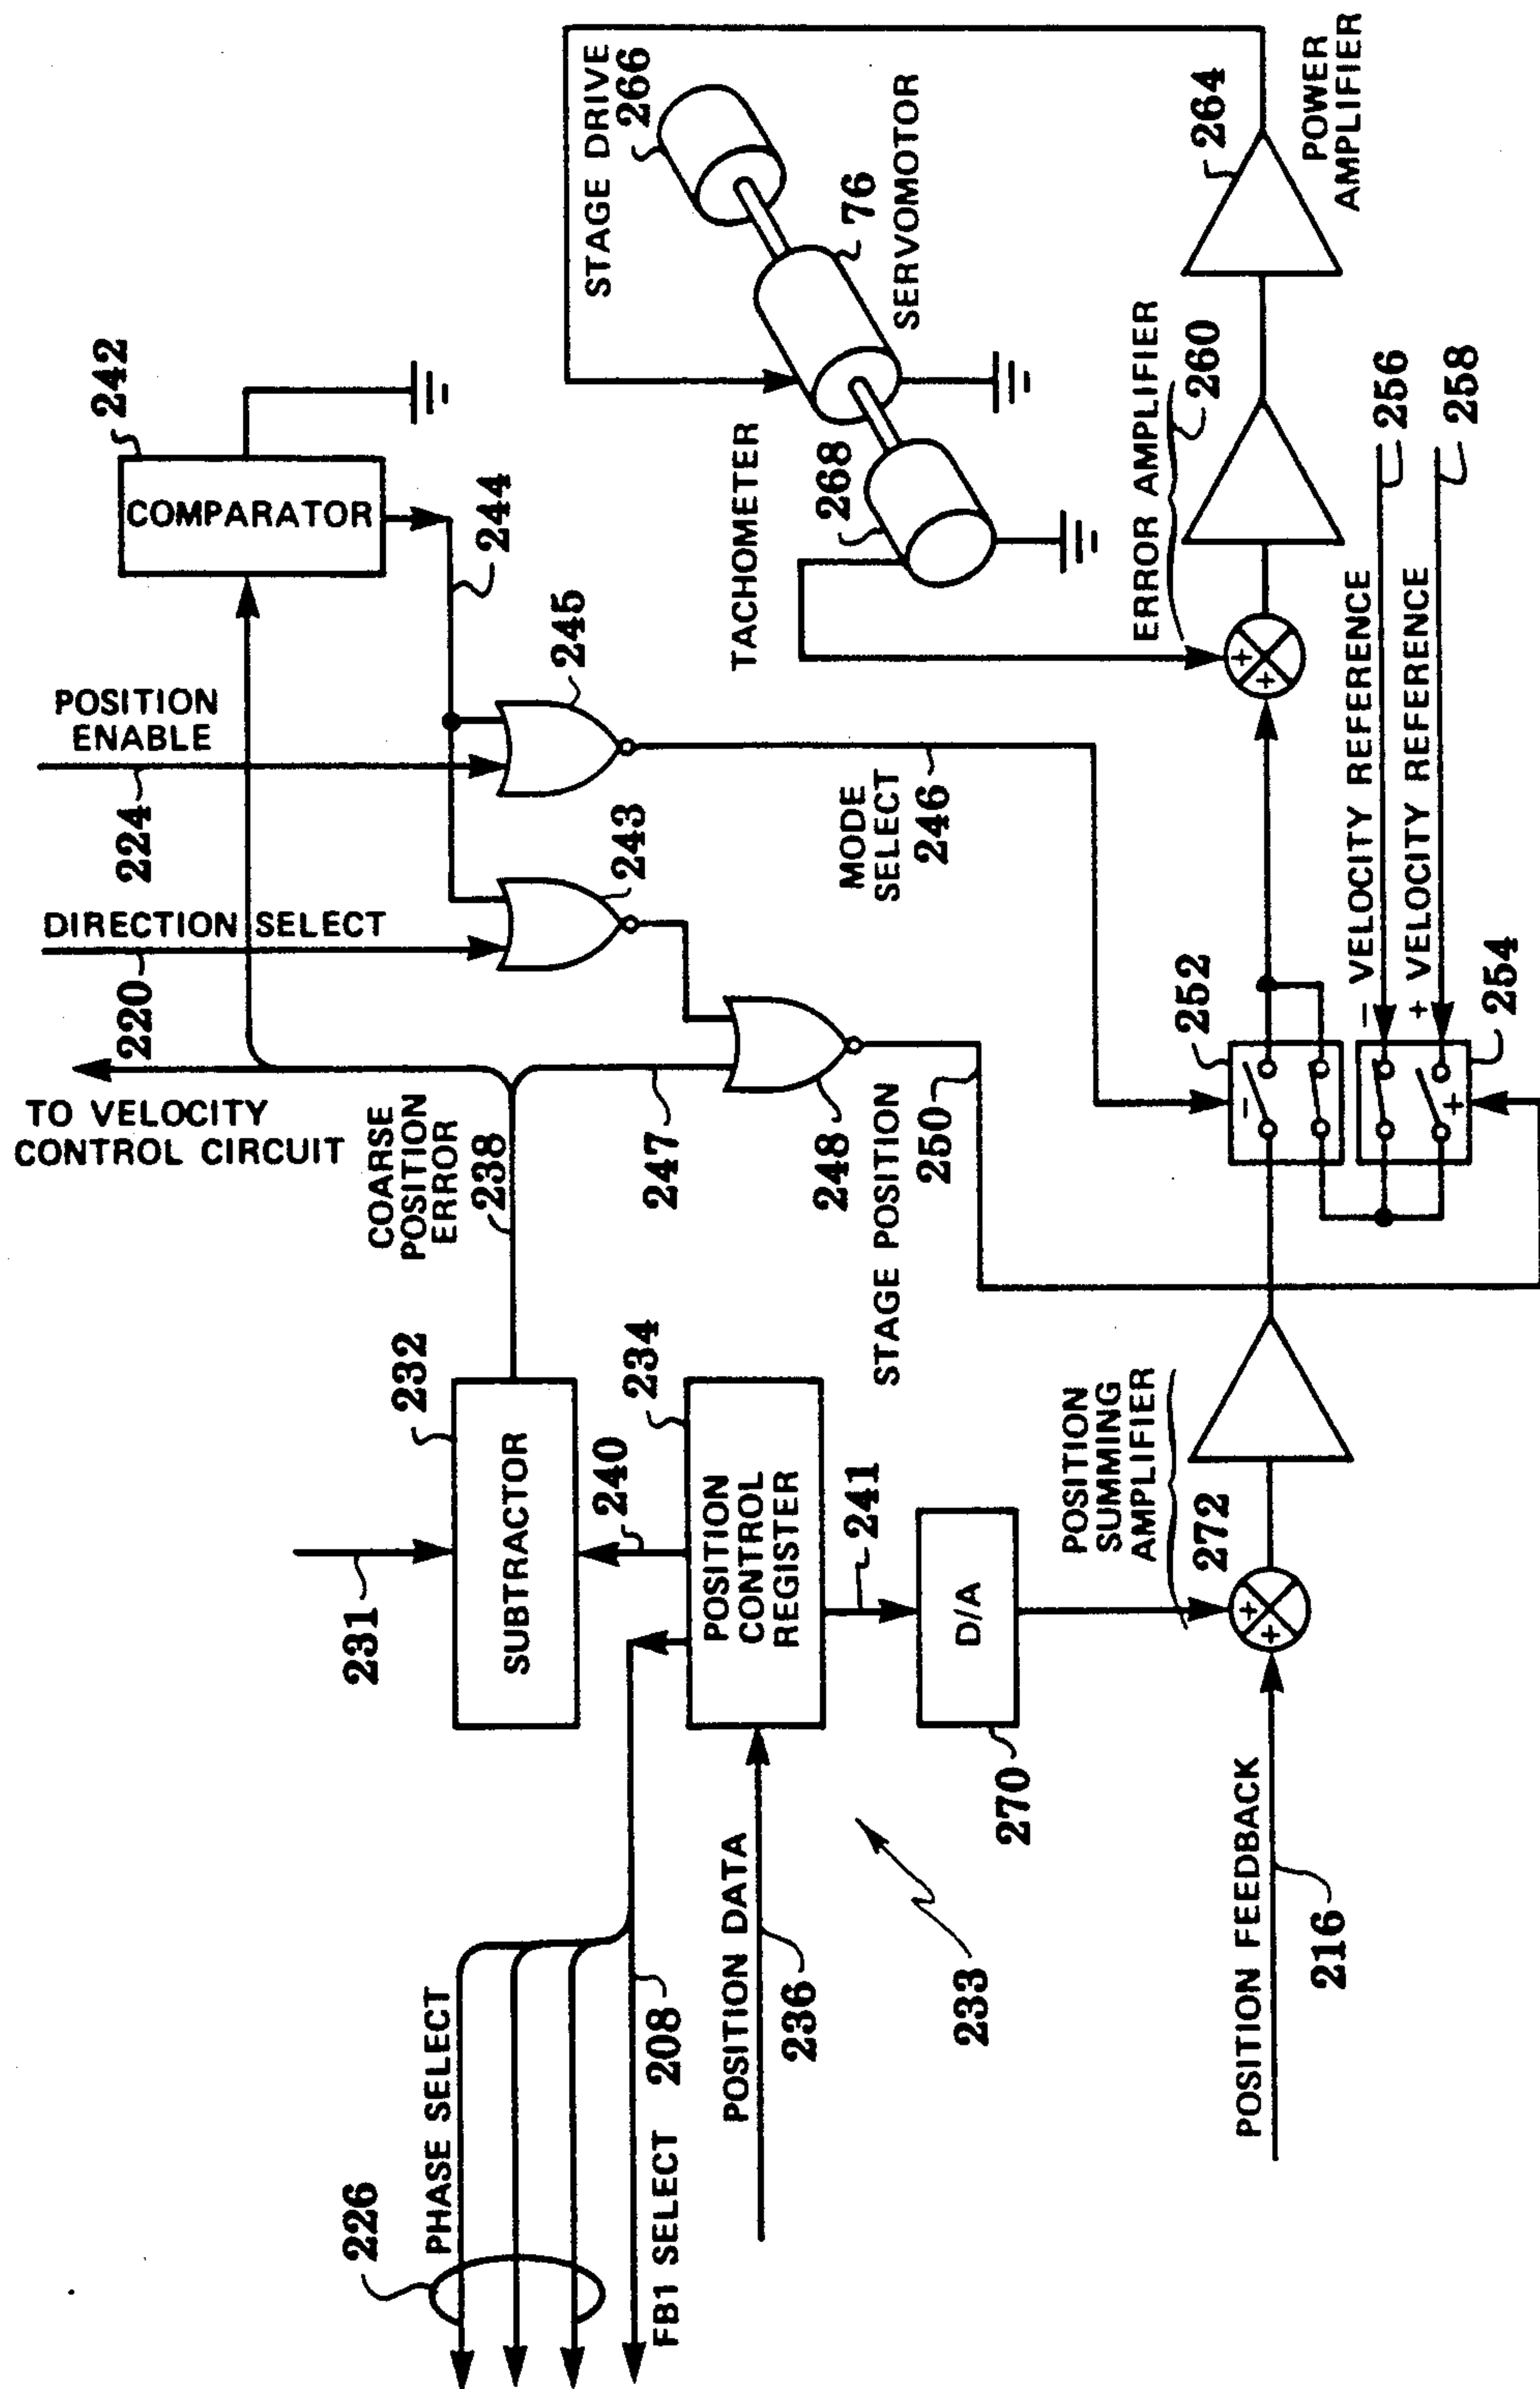 242
COMPARATOR
244
POSITION
ENABLE
224
245
DIRECTION SELECT
220
243
TO VELOCITY
CONTROL CIRCUIT
COARSE
POSITION
ERROR
238
247
248
STAGE POSITION
250
MODE
SELECT
246
STAGE DRIVE
266
76
SERVOMOTOR
TACHOMETER
268
264
POWER
AMPLIFIER
ERROR AMPLIFIER
260
+
+
256
258
− VELOCITY REFERENCE
+ VELOCITY REFERENCE
252
−
254
+
232
SUBTRACTOR
231
240
234
POSITION
CONTROL
REGISTER
241
D/A
270
POSITION
SUMMING
AMPLIFIER
272
+
+
226
PHASE SELECT
FB1 SELECT 208
POSITION DATA
236
233
POSITION FEEDBACK
216